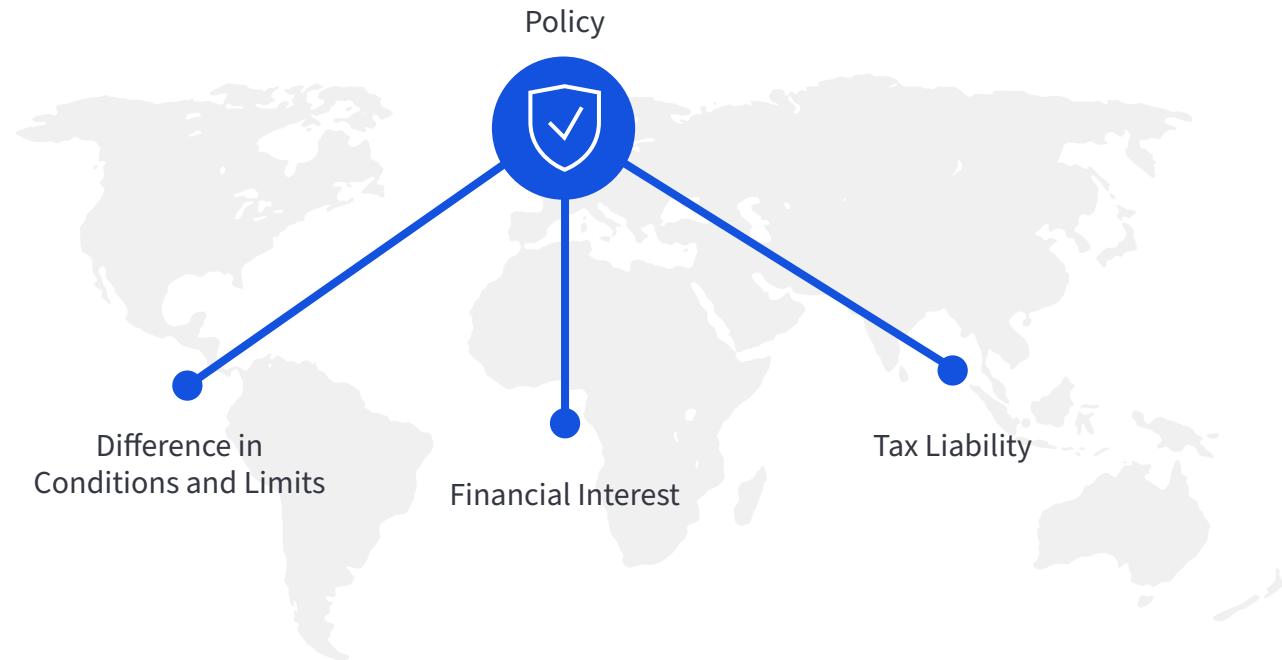 Policy
Difference in
Conditions and Limits
Financial Interest
Tax Liability